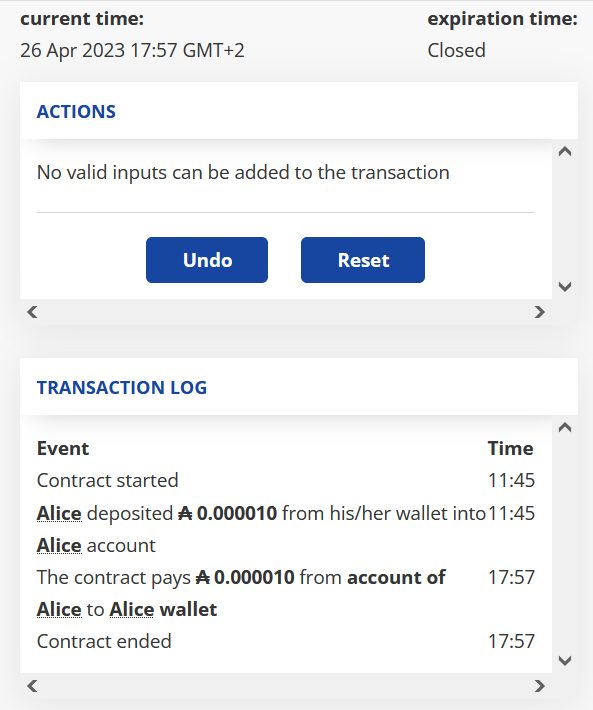 current time: expiration time:
26 Apr 2023 17:57 GMT+2 Closed
ACTIONS
No valid inputs can be added to the transaction
Undo Reset
TRANSACTION LOG
Event Time
Contract started 11:45
Alice deposited ₳ 0.000010 from his/her wallet into 11:45
Alice account
The contract pays ₳ 0.000010 from account of 17:57
Alice to Alice wallet
Contract ended 17:57